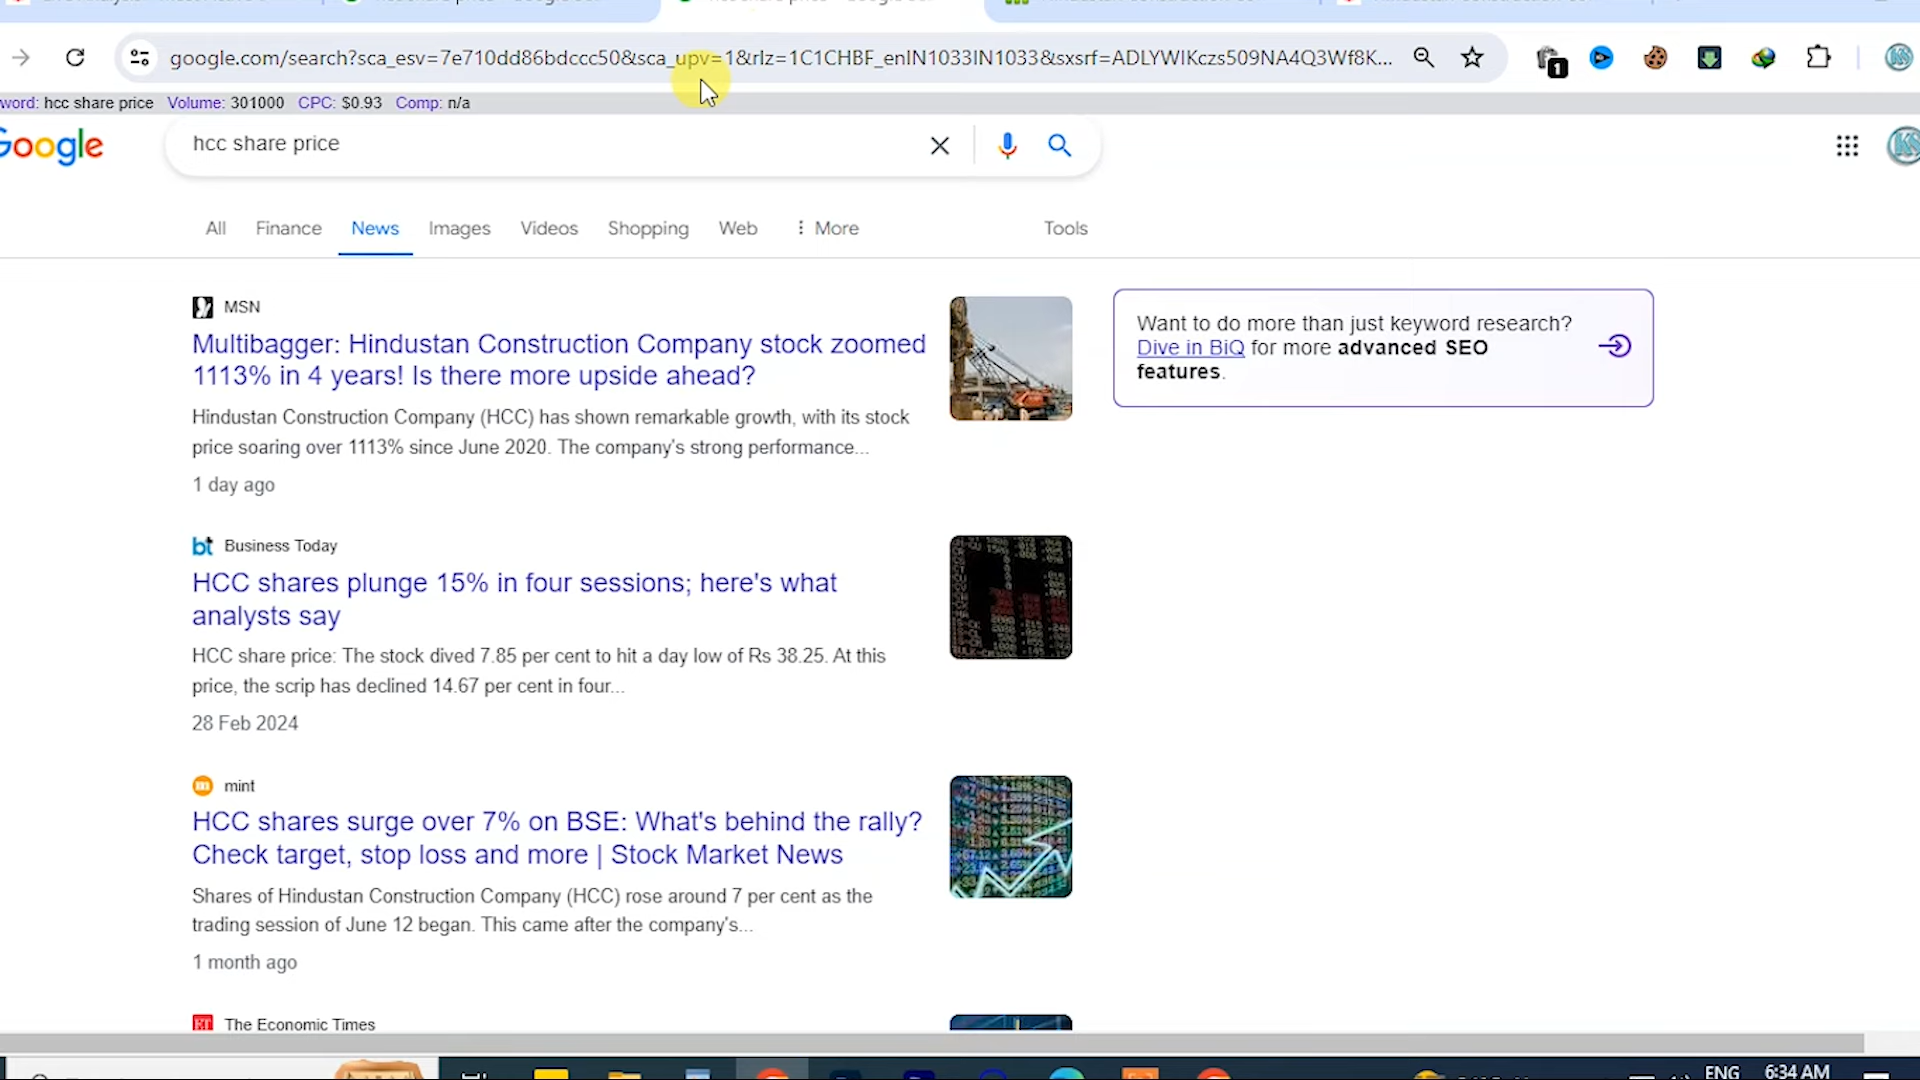 google.com/search?sca_esv=7e710dd86bdccc50&sca_upv=1&rlz=1C1CHBF_enIN1033IN1033&sxsrf=ADLYWIKczs509NA4Q3Wf8K...
1
word: hcc share price Volume: 301000 CPC: $0.93 Comp: n/a
Google
hcc share price
All Finance News Images Videos Shopping Web More Tools
MSN
Multibagger: Hindustan Construction Company stock zoomed
1113% in 4 years! Is there more upside ahead?
Hindustan Construction Company (HCC) has shown remarkable growth, with its stock
price soaring over 1113% since June 2020. The company's strong performance...
1 day ago
Want to do more than just keyword research?
Dive in BiQ for more advanced SEO
features.
bt Business Today
HCC shares plunge 15% in four sessions; here's what
analysts say
HCC share price: The stock dived 7.85 per cent to hit a day low of Rs 38.25. At this
price, the scrip has declined 14.67 per cent in four...
28 Feb 2024
m mint
HCC shares surge over 7% on BSE: What's behind the rally?
Check target, stop loss and more | Stock Market News
Shares of Hindustan Construction Company (HCC) rose around 7 per cent as the
trading session of June 12 began. This came after the company's...
1 month ago
ET The Economic Times
ENG 6:34 AM